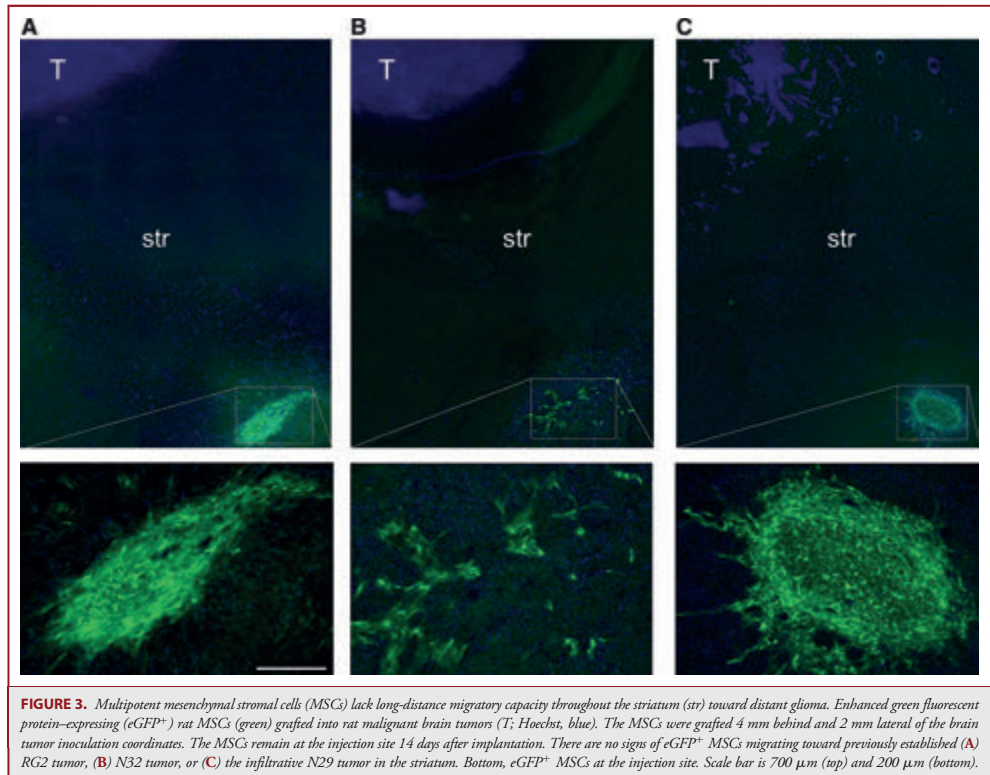 A
B
C
T
T
T
str
str
str
FIGURE 3. Multipotent mesenchymal stromal cells (MSCs) lack long-distance migratory capacity throughout the striatum (str) toward distant glioma. Enhanced green fluorescent
protein–expressing (eGFP+) rat MSCs (green) grafted into rat malignant brain tumors (T; Hoechst, blue). The MSCs were grafted 4 mm behind and 2 mm lateral of the brain
tumor inoculation coordinates. The MSCs remain at the injection site 14 days after implantation. There are no signs of eGFP+ MSCs migrating toward previously established (A)
RG2 tumor, (B) N32 tumor, or (C) the infiltrative N29 tumor in the striatum. Bottom, eGFP+ MSCs at the injection site. Scale bar is 700 μm (top) and 200 μm (bottom).